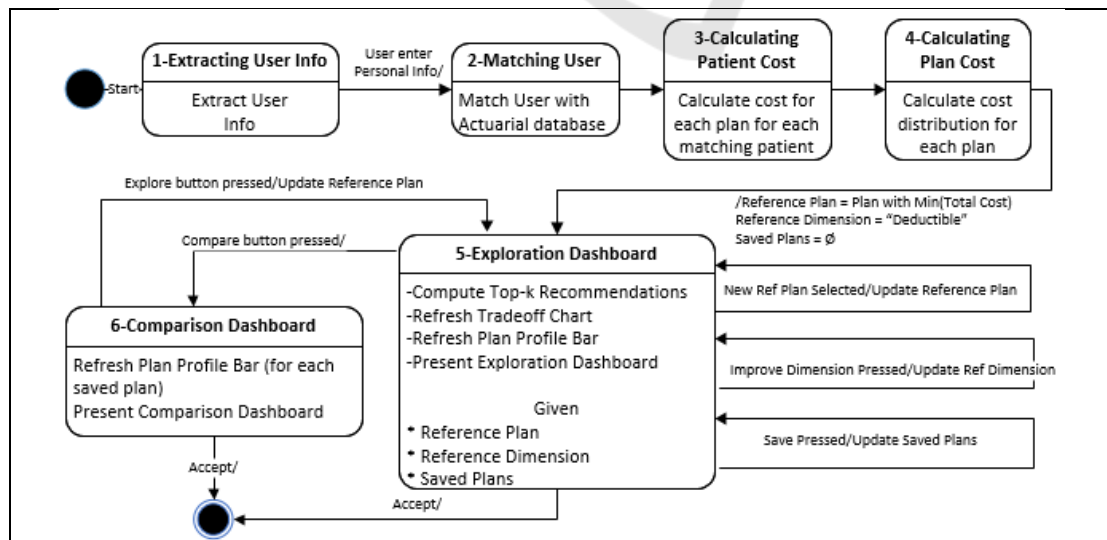 Start
1-Extracting User Info
Extract User
Info
User enter
Personal Info/
2-Matching User
Match User with
Actuarial database
3-Calculating
Patient Cost
Calculate cost for
each plan for each
matching patient
4-Calculating
Plan Cost
Calculate cost
distribution for
each plan
Explore button pressed/Update Reference Plan
/Reference Plan = Plan with Min(Total Cost)
Reference Dimension = “Deductible”
Saved Plans = Ø
Compare button pressed/
5-Exploration Dashboard
-Compute Top-k Recommendations
-Refresh Tradeoff Chart
-Refresh Plan Profile Bar
-Present Exploration Dashboard
Given
* Reference Plan
* Reference Dimension
* Saved Plans
New Ref Plan Selected/Update Reference Plan
Improve Dimension Pressed/Update Ref Dimension
Save Pressed/Update Saved Plans
6-Comparison Dashboard
Refresh Plan Profile Bar (for each
saved plan)
Present Comparison Dashboard
Accept/
Accept/